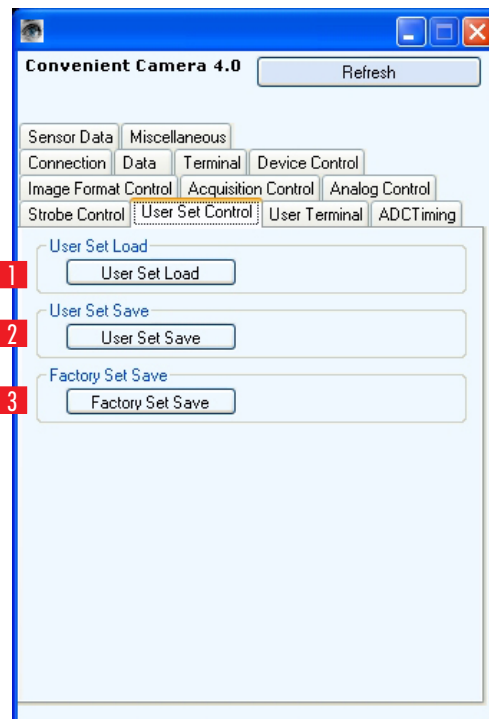 Convenient Camera 4.0 Refresh
Sensor Data Miscellaneous
Connection Data Terminal Device Control
Image Format Control Acquisition Control Analog Control
Strobe Control User Set Control User Terminal ADCTiming
User Set Load
1 User Set Load
User Set Save
2 User Set Save
Factory Set Save
3 Factory Set Save